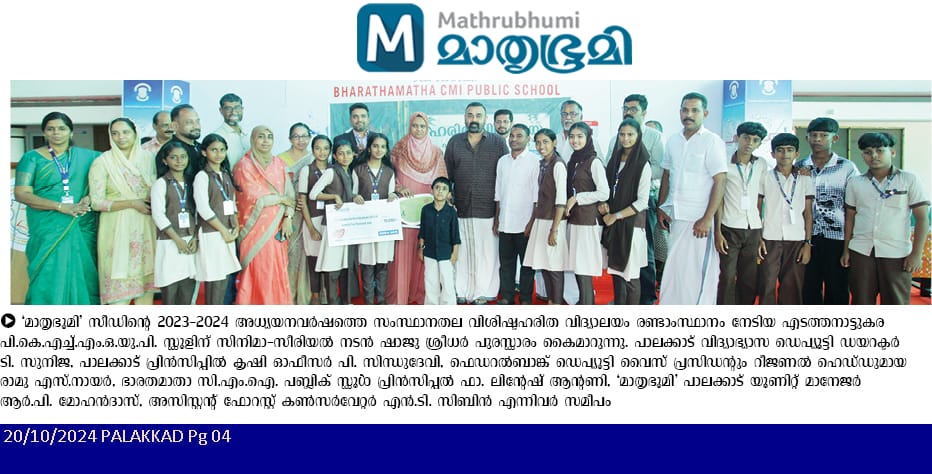 Mathrubhumi
M മാതൃഭൂമി
BHARATHAMATHA CMI PUBLIC SCHOOL
‘മാതൃഭൂമി’ സീഡിന്റെ 2023-2024 അധ്യയനവർഷത്തെ സംസ്ഥാനതല വിശിഷ്ടഹരിത വിദ്യാലയം രണ്ടാംസ്ഥാനം നേടിയ എടത്തനാട്ടുകര
പി.കെ.എച്ച്.എം.ഒ.യു.പി. സ്കൂളിന് സിനിമാ-സീരിയൽ നടൻ ഷാജു ശ്രീധർ പുരസ്കാരം കൈമാറുന്നു. പാലക്കാട് വിദ്യാഭ്യാസ ഡെപ്യൂട്ടി ഡയറക്ടർ
ടി. സുനിജ, പാലക്കാട് പ്രിൻസിപ്പിൽ കൃഷി ഓഫീസർ പി. സിന്ധുദേവി, ഫെഡറൽബാങ്ക് ഡെപ്യൂട്ടി വൈസ് പ്രസിഡന്റും റീജണൽ ഹെഡ്ഡുമായ
രാമു എസ്.നായർ, ഭാരതമാതാ സി.എം.ഐ. പബ്ലിക് സ്കൂൾ പ്രിൻസിപ്പൽ ഫാ. ലിന്റേഷ് ആന്റണി, ‘മാതൃഭൂമി’ പാലക്കാട് യൂണിറ്റ് മാനേജർ
ആർ.പി. മോഹൻദാസ്, അസിസ്റ്റന്റ് ഫോറസ്റ്റ് കൺസർവേറ്റർ എൻ.ടി. സിബിൻ എന്നിവർ സമീപം
20/10/2024 PALAKKAD Pg 04